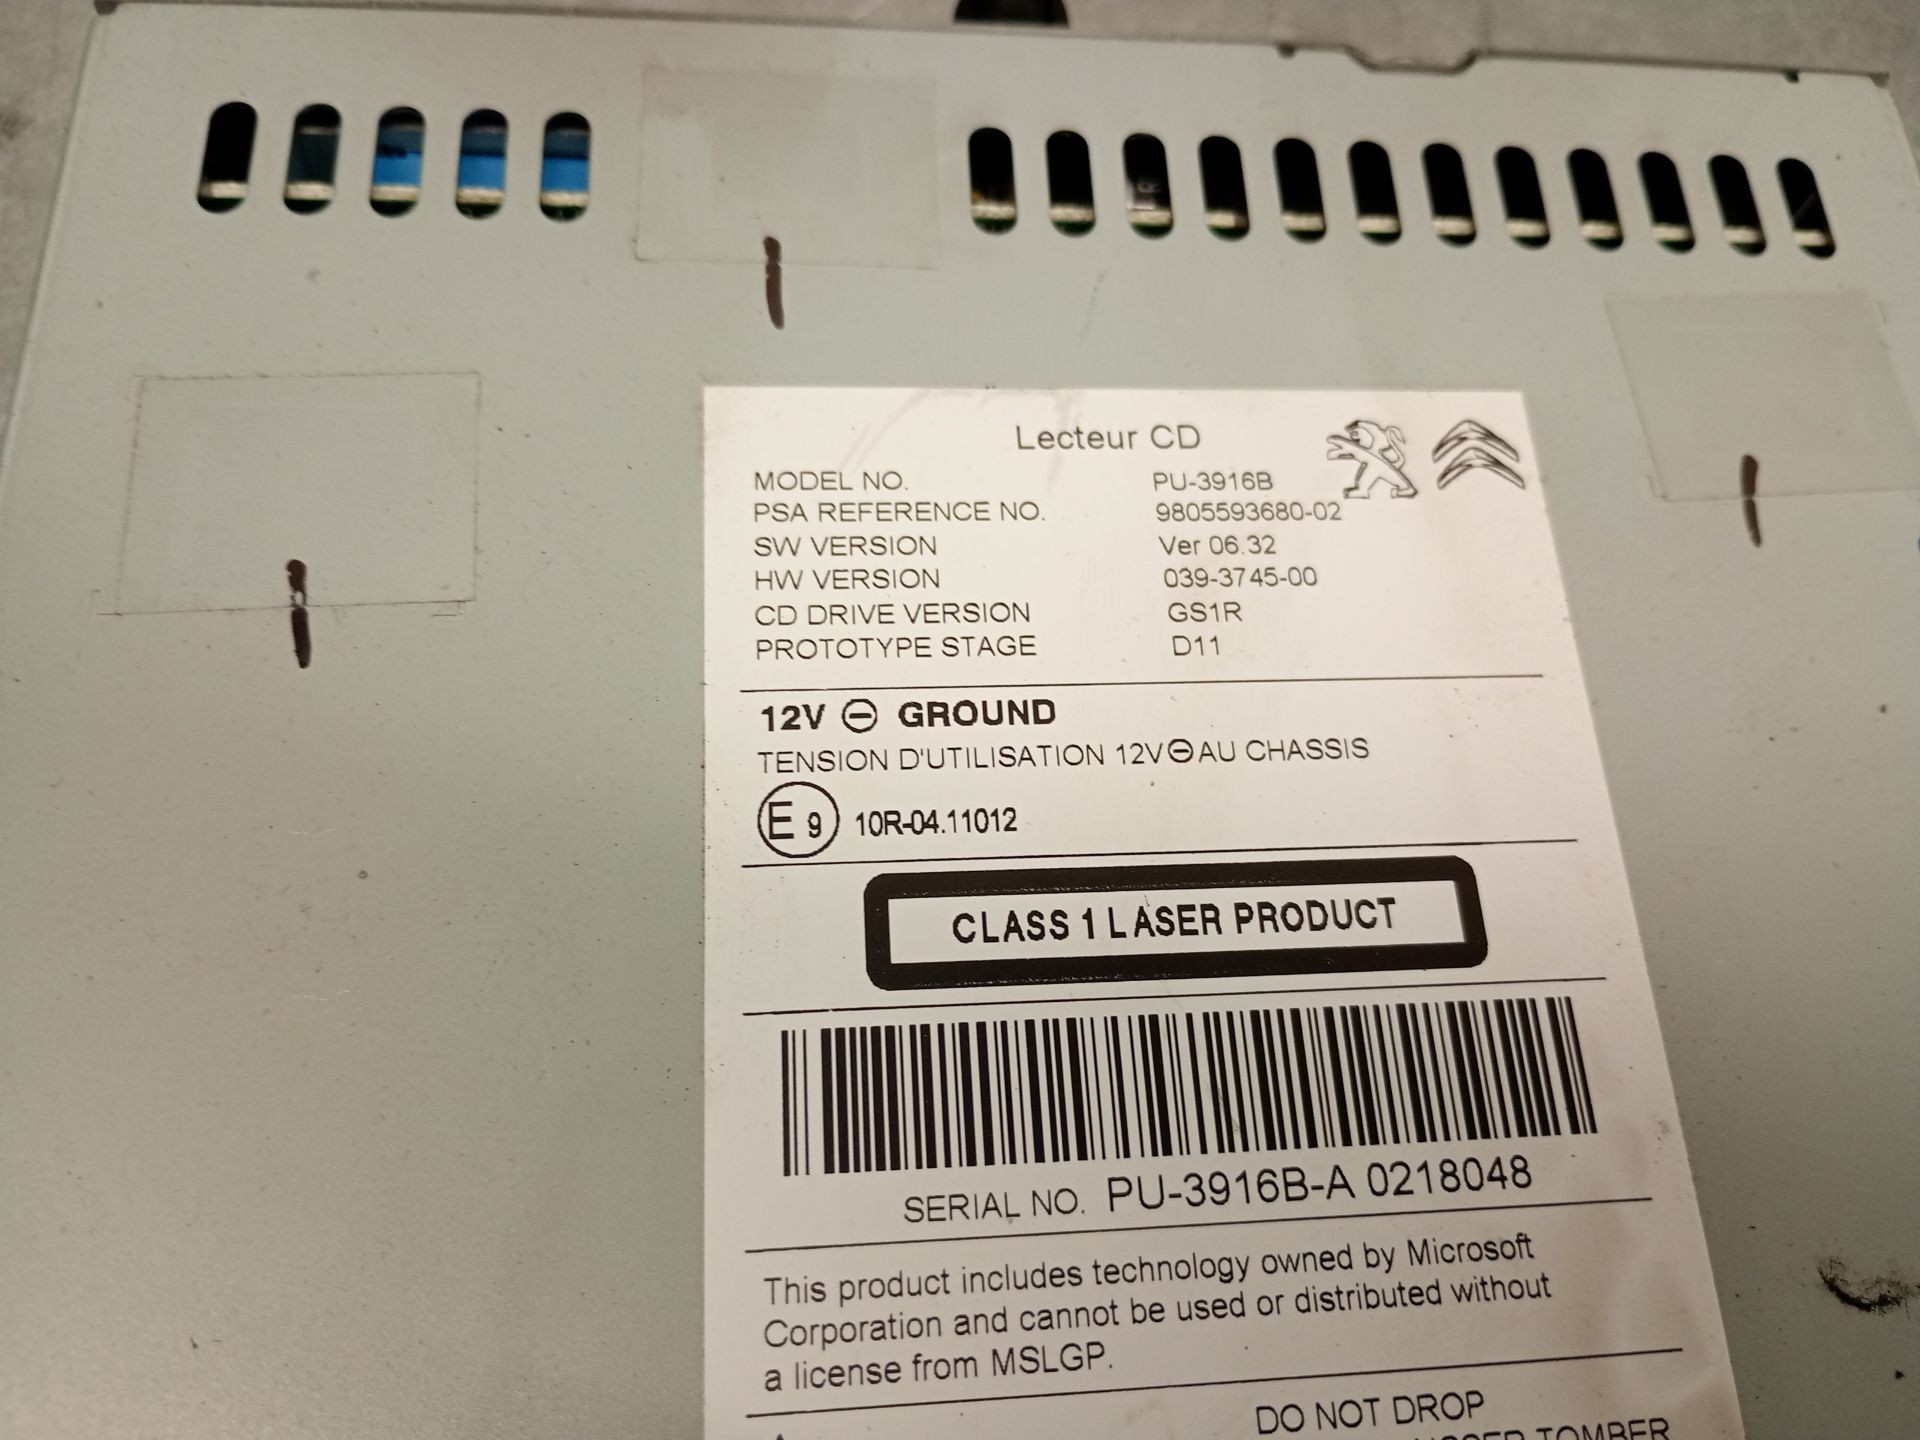 Lecteur CD
MODEL NO. PU-3916B
PSA REFERENCE NO. 9805593680-02
SW VERSION Ver 06.32
HW VERSION 039-3745-00
CD DRIVE VERSION GS1R
PROTOTYPE STAGE D11
12V ⊖ GROUND
TENSION D'UTILISATION 12V⊖AU CHASSIS
E 9 10R-04.11012
CLASS 1 LASER PRODUCT
SERIAL NO. PU-3916B-A 0218048
This product includes technology owned by Microsoft
Corporation and cannot be used or distributed without
a license from MSLGP.
DO NOT DROP
TOMBER